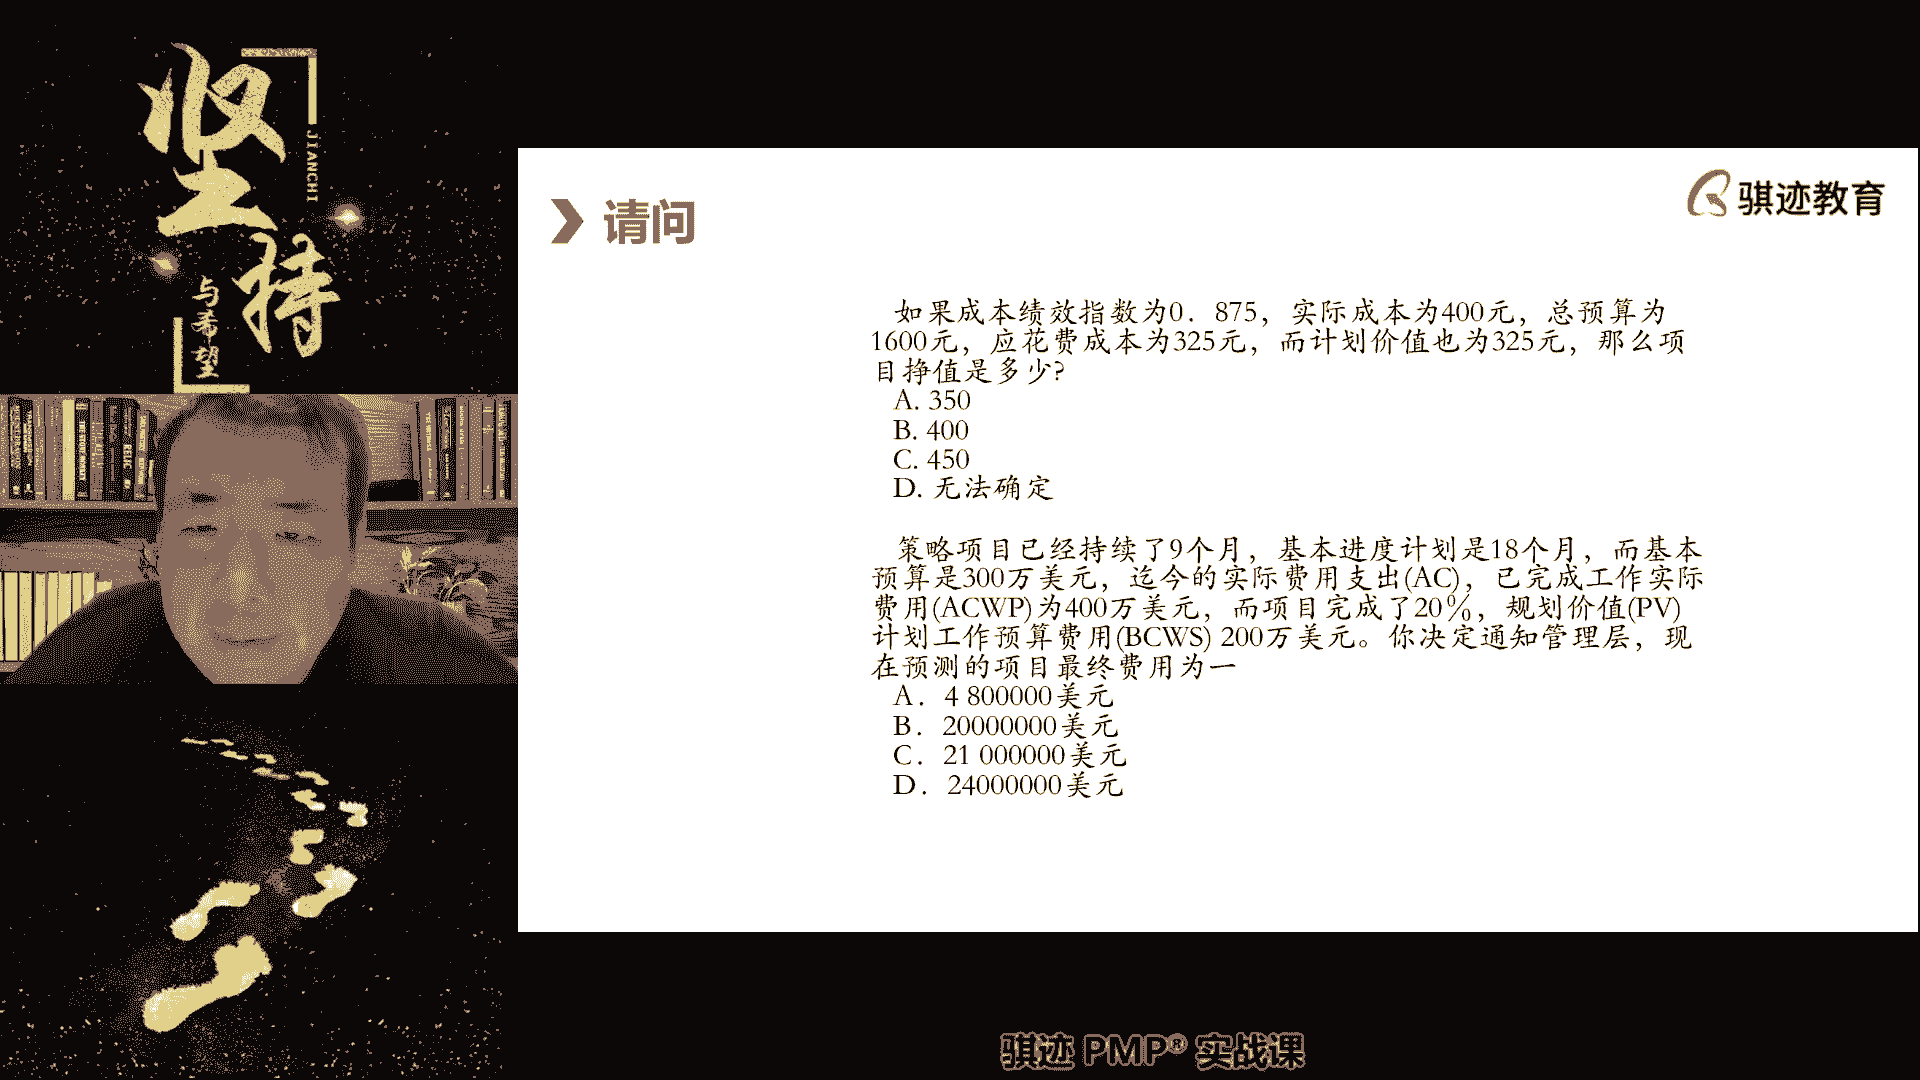 坚持
JIANCHI
与希望
请问
骐迹教育
如果成本绩效指数为0．875，实际成本为400元，总预算为
1600元，应花费成本为325元，而计划价值也为325元，那么项
目挣值是多少?
A. 350
B. 400
C. 450
D. 无法确定
策略项目已经持续了9个月，基本进度计划是18个月，而基本
预算是300万美元，迄今的实际费用支出(AC)，已完成工作实际
费用(ACWP)为400万美元，而项目完成了20％，规划价值(PV)
计划工作预算费用(BCWS) 200万美元。你决定通知管理层，现
在预测的项目最终费用为一
A．4 800000美元
B．20000000美元
C．21 000000美元
D．24000000美元
骐迹 PMP® 实战课